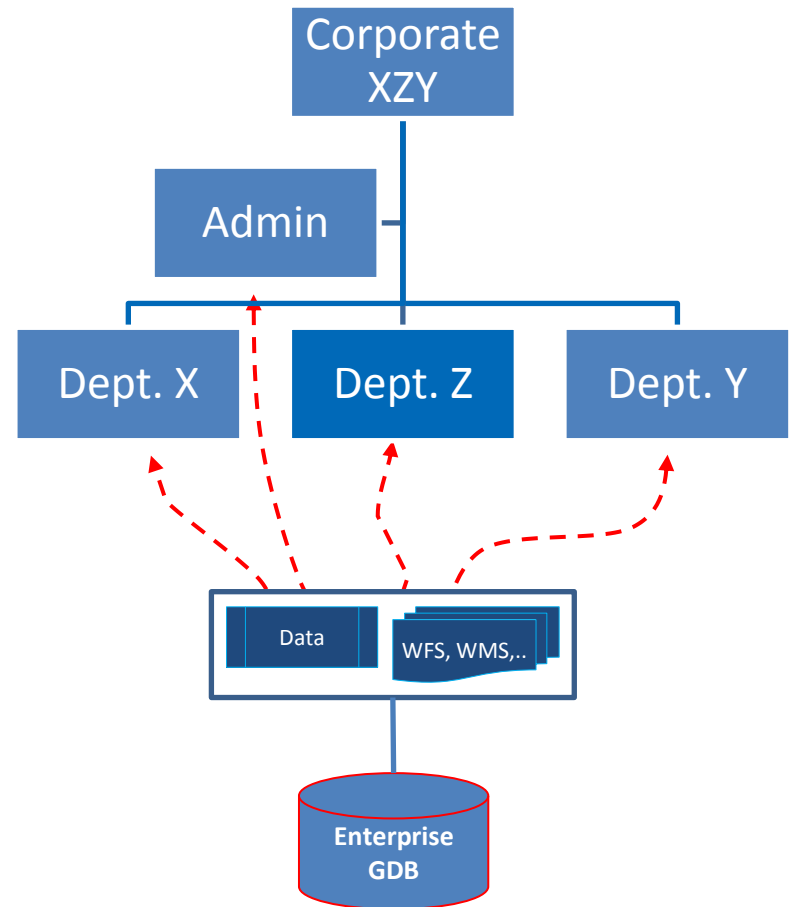 Corporate
XZY
Admin
Dept. X
Dept. Z
Dept. Y
Data
WFS, WMS,..
Enterprise
GDB